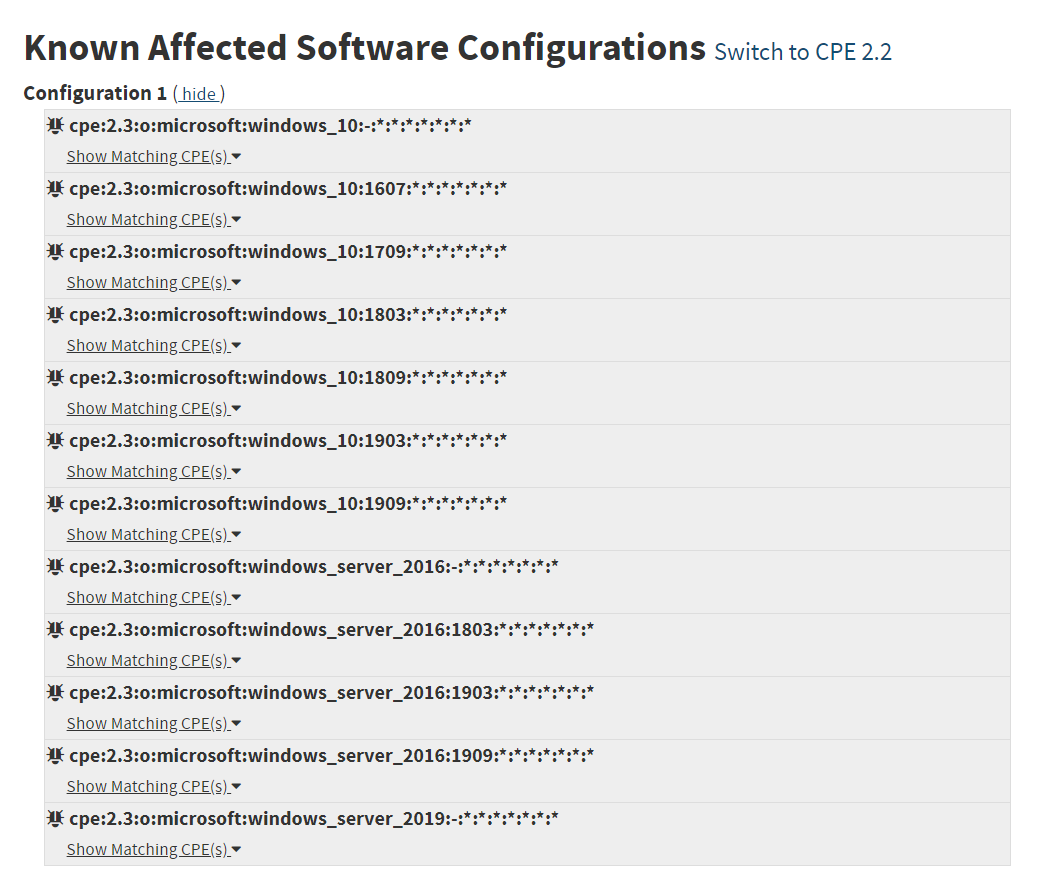 Known Affected Software Configurations Switch to CPE 2.2
Configuration 1 ( hide )
cpe:2.3:o:microsoft:windows_10:-:*:*:*:*:*:*:*
Show Matching CPE(s)
cpe:2.3:o:microsoft:windows_10:1607:*:*:*:*:*:*:*
Show Matching CPE(s)
cpe:2.3:o:microsoft:windows_10:1709:*:*:*:*:*:*:*
Show Matching CPE(s)
cpe:2.3:o:microsoft:windows_10:1803:*:*:*:*:*:*:*
Show Matching CPE(s)
cpe:2.3:o:microsoft:windows_10:1809:*:*:*:*:*:*:*
Show Matching CPE(s)
cpe:2.3:o:microsoft:windows_10:1903:*:*:*:*:*:*:*
Show Matching CPE(s)
cpe:2.3:o:microsoft:windows_10:1909:*:*:*:*:*:*:*
Show Matching CPE(s)
cpe:2.3:o:microsoft:windows_server_2016:-:*:*:*:*:*:*:*
Show Matching CPE(s)
cpe:2.3:o:microsoft:windows_server_2016:1803:*:*:*:*:*:*:*
Show Matching CPE(s)
cpe:2.3:o:microsoft:windows_server_2016:1903:*:*:*:*:*:*:*
Show Matching CPE(s)
cpe:2.3:o:microsoft:windows_server_2016:1909:*:*:*:*:*:*:*
Show Matching CPE(s)
cpe:2.3:o:microsoft:windows_server_2019:-:*:*:*:*:*:*:*
Show Matching CPE(s)